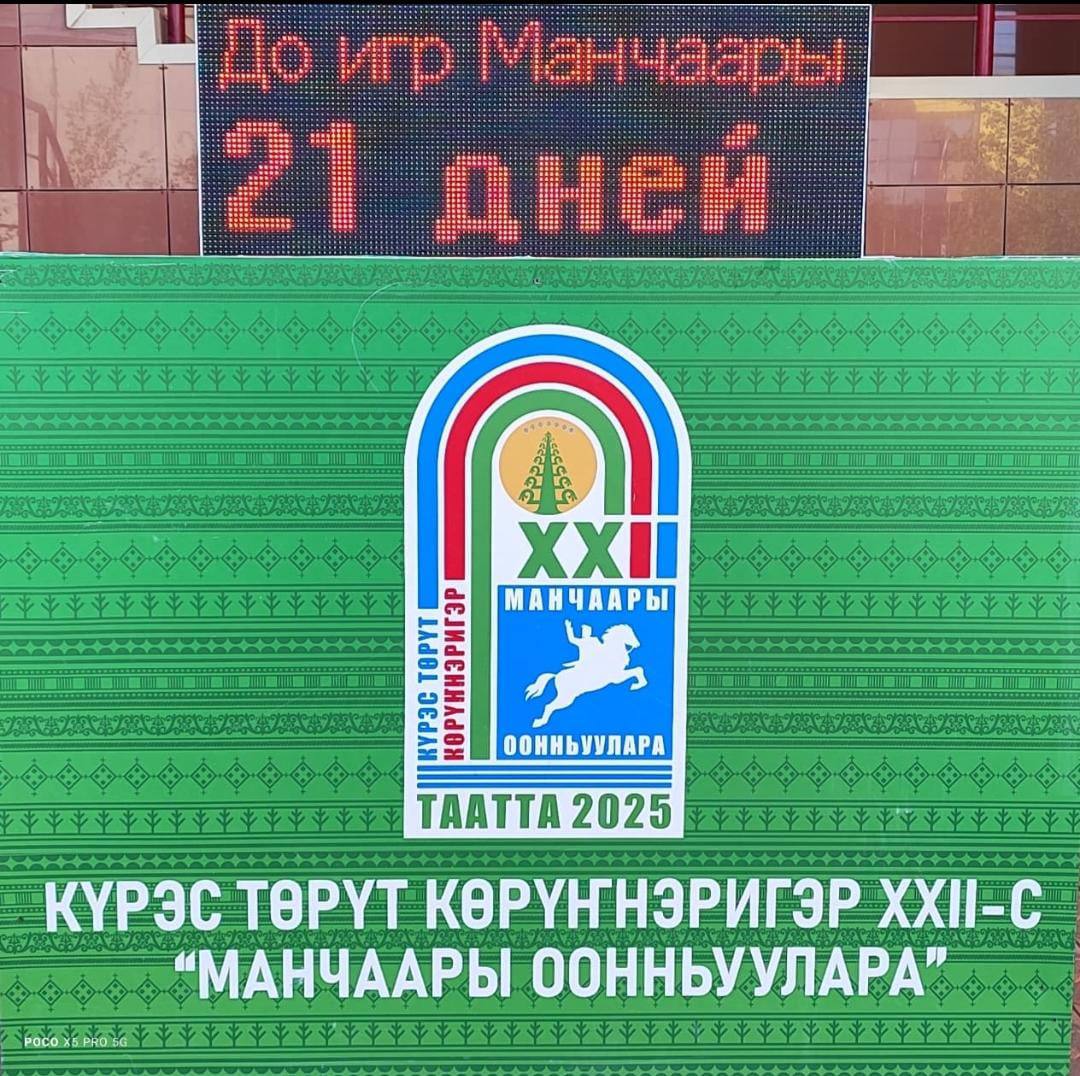 До игр Манчаары
21 дней
XXII
МАНЧААРЫ
ООННЬУУЛАРА
КҮРЭС ТӨРҮТ
КӨРҮҤНЭРИГЭР
ТААТТА 2025
КҮРЭС ТӨРҮТ КӨРҮҤНЭРИГЭР XXII-С
“МАНЧААРЫ ООННЬУУЛАРА”
POCO X5 PRO 5G